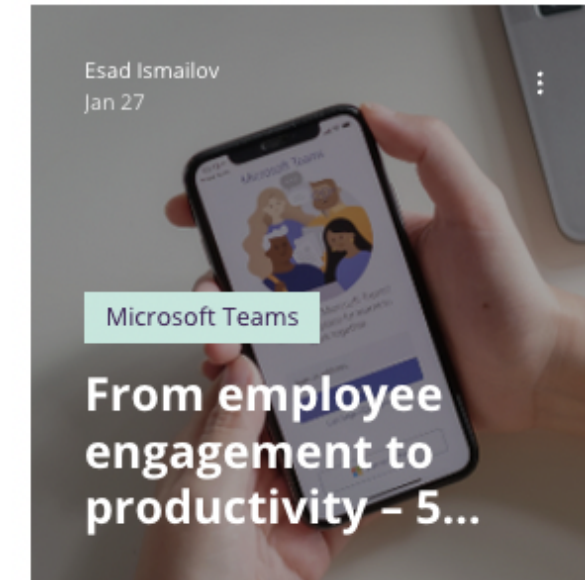 Esad Ismailov
Jan 27
Microsoft Teams
Microsoft Teams
From employee
engagement to
productivity – 5...